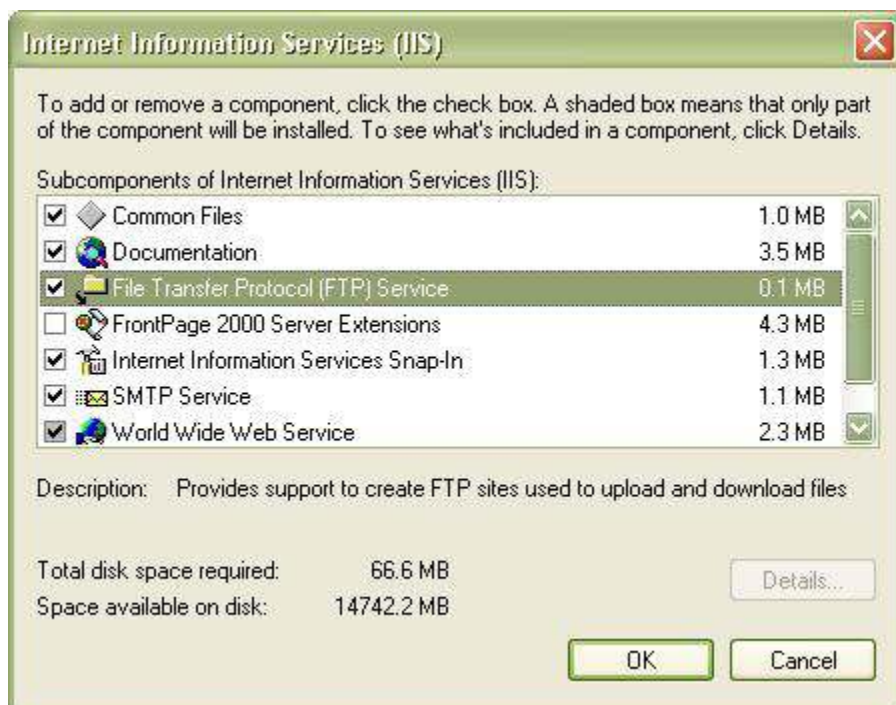 Internet Information Services (IIS)
To add or remove a component, click the check box. A shaded box means that only part
of the component will be installed. To see what's included in a component, click Details.
Subcomponents of Internet Information Services (IIS):
Common Files 1.0 MB
Documentation 3.5 MB
File Transfer Protocol (FTP) Service 0.1 MB
FrontPage 2000 Server Extensions 4.3 MB
Internet Information Services Snap-In 1.3 MB
SMTP Service 1.1 MB
World Wide Web Service 2.3 MB
Description: Provides support to create FTP sites used to upload and download files
Total disk space required: 66.6 MB
Space available on disk: 14742.2 MB
Details...
OK Cancel